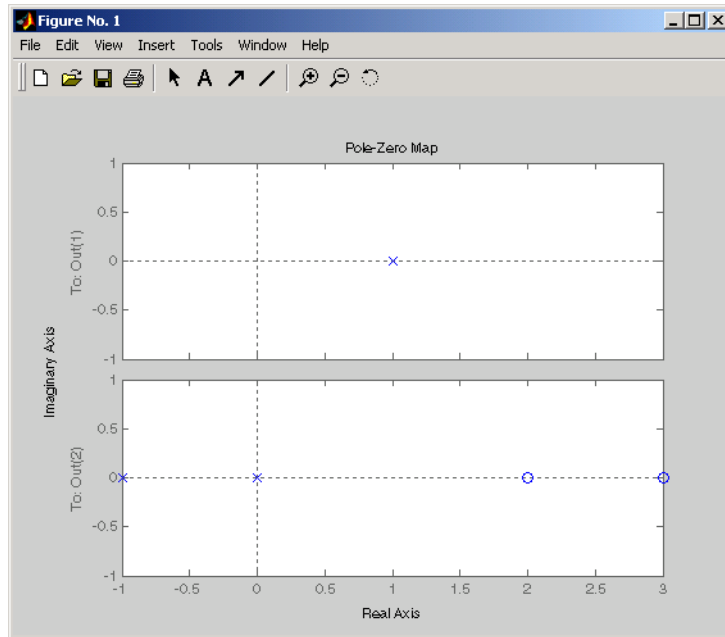 Figure No. 1
File Edit View Insert Tools Window Help
A
Pole-Zero Map
Imaginary Axis
To: Out(1)
1
0.5
0
-0.5
-1
To: Out(2)
1
0.5
0
-0.5
-1
-1 -0.5 0 0.5 1 1.5 2 2.5 3
Real Axis